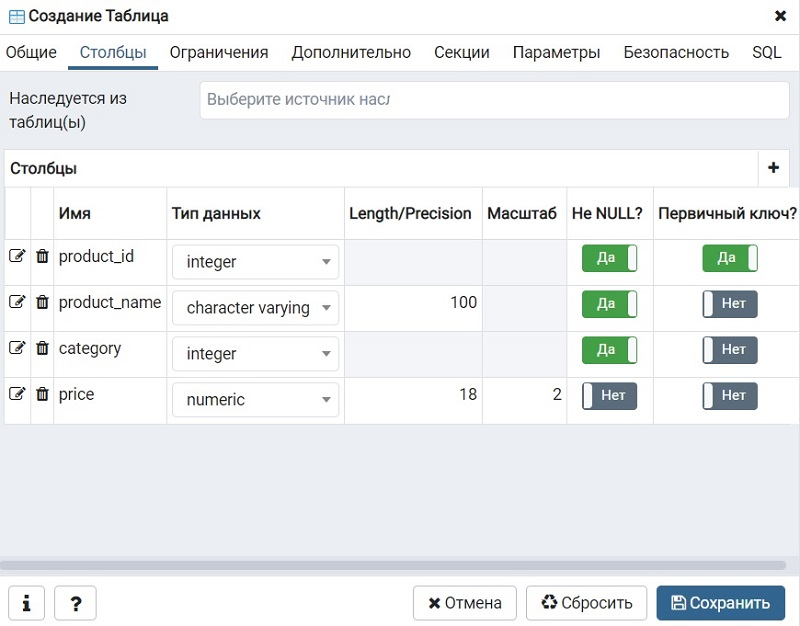 Создание Таблица
Общие Столбцы Ограничения Дополнительно Секции Параметры Безопасность SQL
Наследуется из
таблиц(ы)
Выберите источник нас
Столбцы
Имя Тип данных Length/Precision Масштаб Не NULL? Первичный ключ?
product_id integer Да Да
product_name character varying 100 Да Нет
category integer Да Нет
price numeric 18 2 Нет Нет
i ? Отмена Сбросить Сохранить